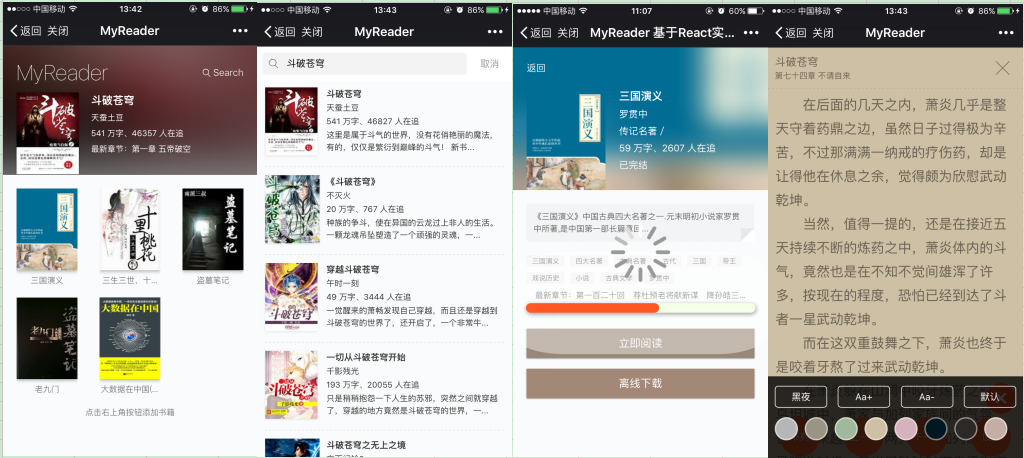 中国移动 13:42 86%
返回 关闭 MyReader
MyReader
Search
斗破苍穹
天蚕土豆
541 万字、46357 人在追
最新章节：第一章 五帝破空
三国演义
三生三世，十...
盗墓笔记
老九门
大数据在中国(...
点击右上角按钮添加书籍
中国移动 13:43 86%
返回 关闭 MyReader
斗破苍穹
取消
斗破苍穹
天蚕土豆
541 万字、46827 人在追
这里是属于斗气的世界，没有花俏艳丽的魔法，
有的，仅仅是繁衍到巅峰的斗气！ 新书...
《斗破苍穹》
不灭火
20 万字、767 人在追
种族的争斗，使在异国的云龙过上非人的生活。
一颗龙魂吊坠塑造了一个顽强的灵魂，一...
穿越斗破苍穹
午时一刻
49 万字、3444 人在追
一觉醒来的萧畅发现自己穿越，而且还是穿越到
斗破苍穹的世界了，还开启了，一个非常牛...
一切从斗破苍穹开始
千影残光
193 万字、20055 人在追
只是稍稍抱怨一下人生的苏邪，突然之间就穿越
了，穿越的地方竟然是斗破苍穹的世界，一...
斗破苍穹之无上之境
中国移动 11:07 60%
返回 关闭 MyReader 基于React实...
返回
三国演义
罗贯中
传记名著 /
59 万字、2607 人在追
已完结
《三国演义》中国古典四大名著之一.元末明初小说家罗贯
中所著,是中国第一部长篇
三国演义 四大名著 古代 三国 帝王
戏说历史 小说 古典文学 罗贯中
最新章节：第一百二十回 荐杜预老将献新谋 降孙皓三...
立即阅读
离线下载
中国移动 13:43 86%
返回 关闭 MyReader
斗破苍穹
第七十四章 不请自来
在后面的几天之内，萧炎几乎是整
天守着药鼎之边，虽然日子过得极为辛
苦，不过那满满一纳戒的疗伤药，却是
让得他在休息之余，觉得颇为欣慰武动
乾坤。
当然，值得一提的，还是在接近五
天持续不断的炼药之中，萧炎体内的斗
气，竟然也是在不知不觉间雄浑了许
多，按现在的程度，恐怕已经到达了斗
者一星武动乾坤。
而在这双重鼓舞之下，萧炎也终于
是咬着牙熬了过来武动乾坤。
黑夜 Aa+ Aa- 默认